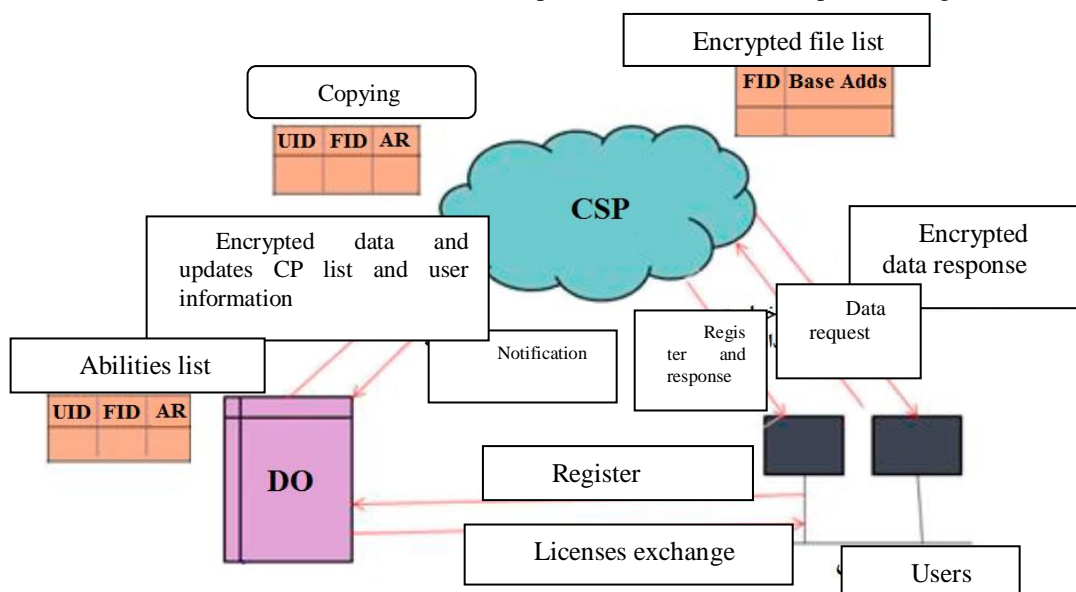 Encrypted file list
FID Base Adds
Copying
UID FID AR
CSP
Encrypted data and
updates CP list and user
information
Encrypted
data response
Data
request
Regis
ter and
response
Notification
Abilities list
UID FID AR
DO
Register
Licenses exchange
Users